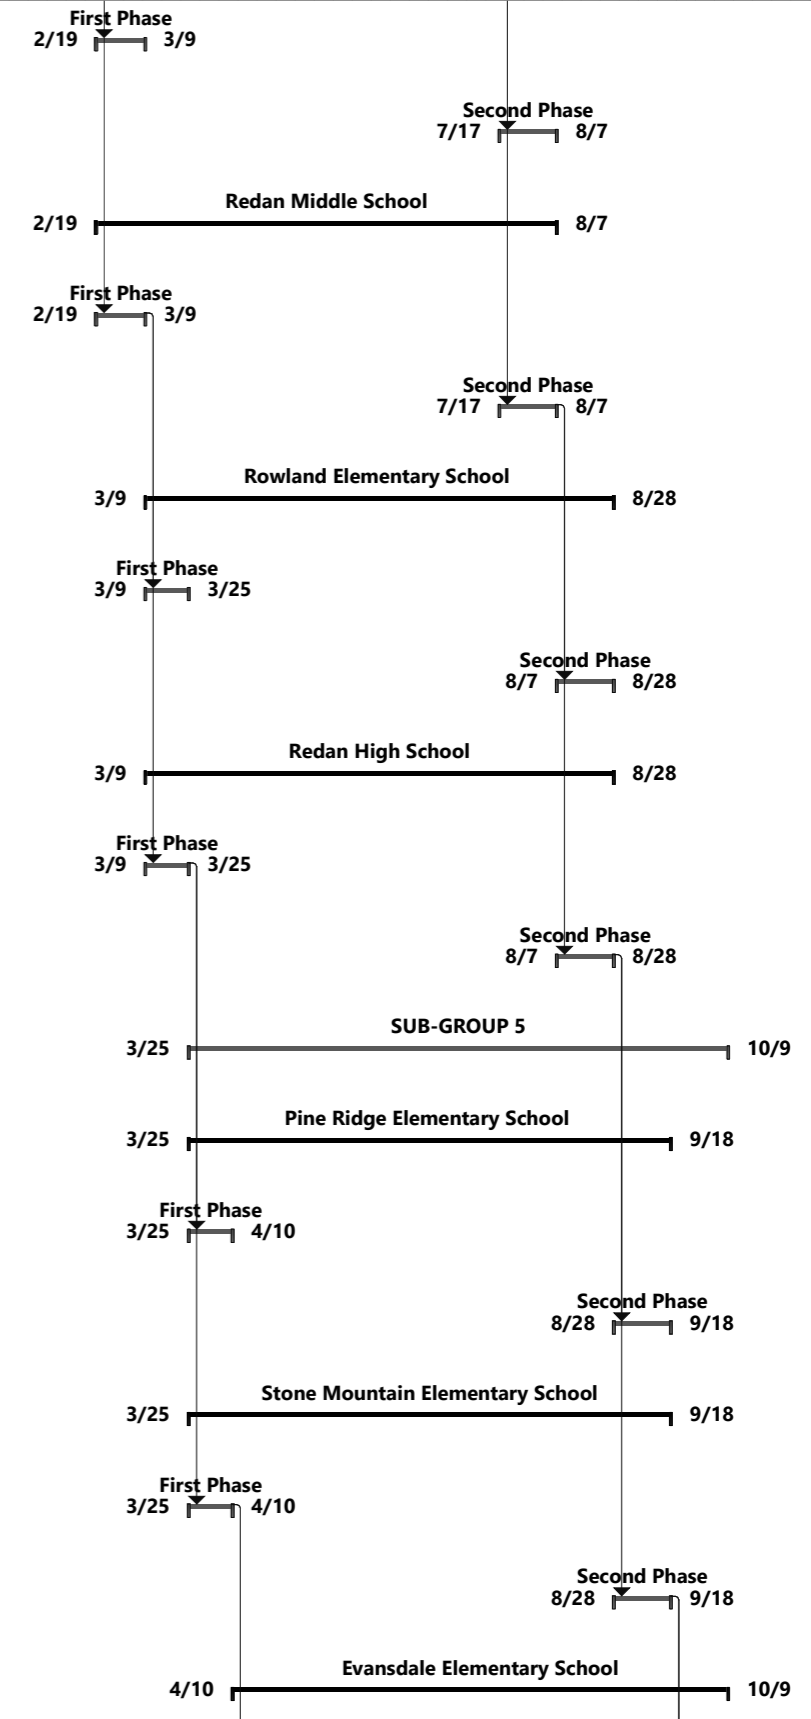 First Phase
2/19 3/9
Second Phase
7/17 8/7
Redan Middle School
2/19 8/7
First Phase
2/19 3/9
Second Phase
7/17 8/7
Rowland Elementary School
3/9 8/28
First Phase
3/9 3/25
Second Phase
8/7 8/28
Redan High School
3/9 8/28
First Phase
3/9 3/25
Second Phase
8/7 8/28
SUB-GROUP 5
3/25 10/9
Pine Ridge Elementary School
3/25 9/18
First Phase
3/25 4/10
Second Phase
8/28 9/18
Stone Mountain Elementary School
3/25 9/18
First Phase
3/25 4/10
Second Phase
8/28 9/18
Evansdale Elementary School
4/10 10/9